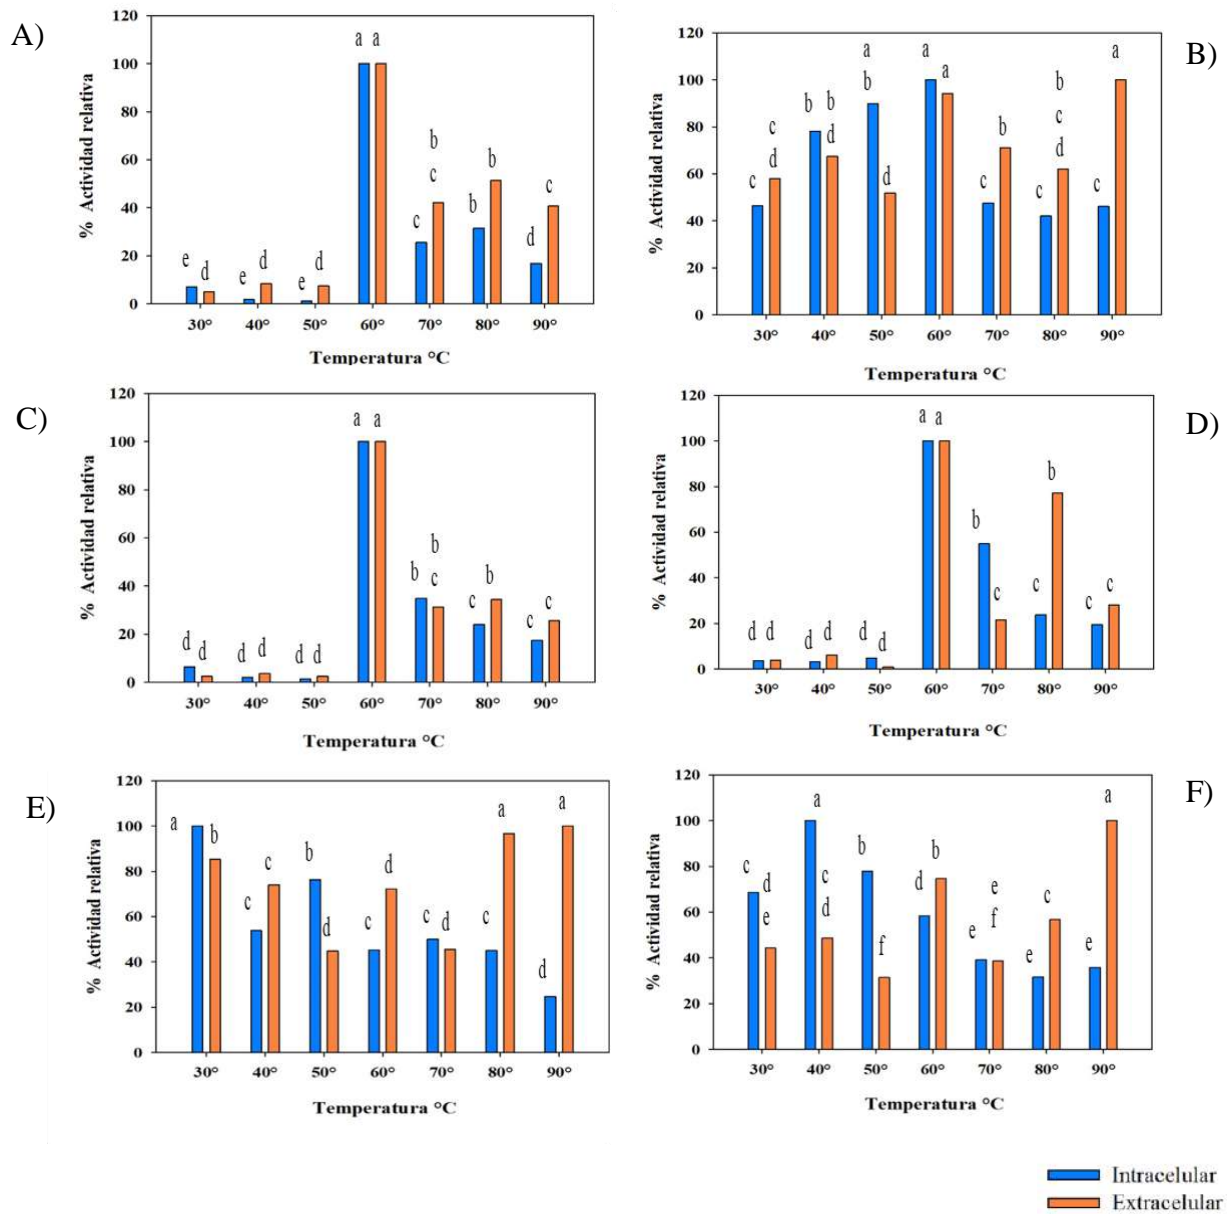 A)
% Actividad relativa
120
100
80
60
40
20
0
a a
b
c b
c
c b d
e d e d e d
30° 40° 50° 60° 70° 80° 90°
Temperatura °C
B)
% Actividad relativa
120
100
80
60
40
20
0
a a a
b a b
b b c b c
d d d
c d c c c
30° 40° 50° 60° 70° 80° 90°
Temperatura °C
C)
% Actividad relativa
120
100
80
60
40
20
0
a a
b
b c b
c c c
d d d d d d
30° 40° 50° 60° 70° 80° 90°
Temperatura °C
D)
% Actividad relativa
120
100
80
60
40
20
0
a a
b b
c c c c
d d d d d d
30° 40° 50° 60° 70° 80° 90°
Temperatura °C
E)
% Actividad relativa
120
100
80
60
40
20
0
a b a a
c c b d d
c c d c d
30° 40° 50° 60° 70° 80° 90°
Temperatura °C
F)
% Actividad relativa
120
100
80
60
40
20
0
a a
c d b b
e c d d e f c
f e e e
30° 40° 50° 60° 70° 80° 90°
Temperatura °C
Intracelular
Extracelular